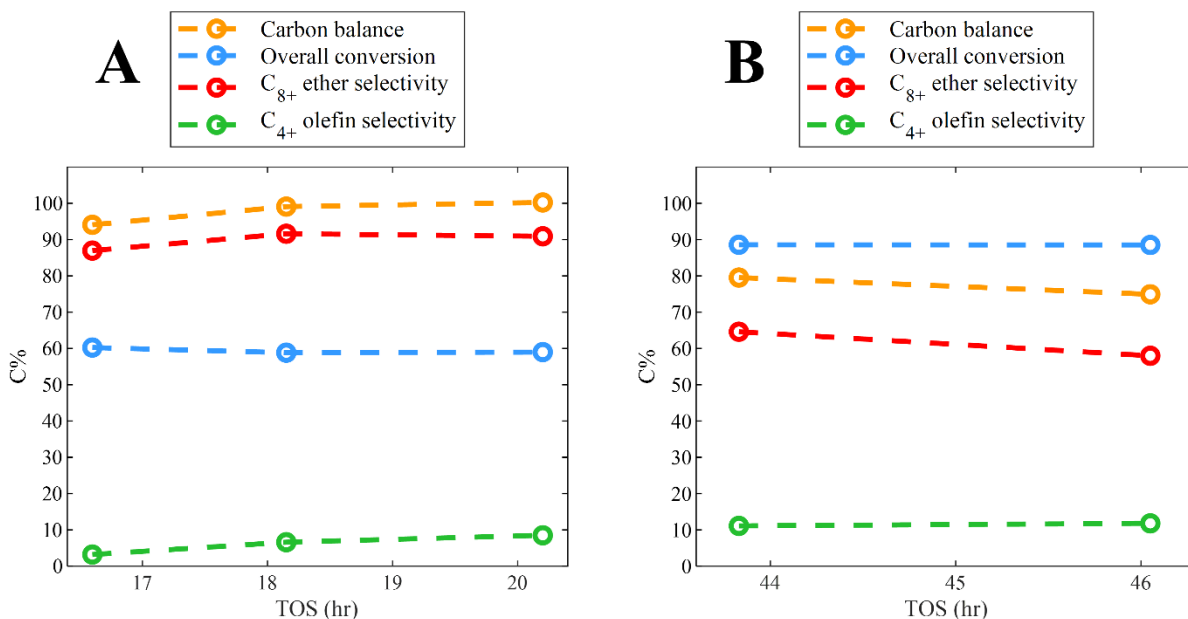 A
Carbon balance
Overall conversion
C8+ ether selectivity
C4+ olefin selectivity
100
90
80
70
60
50
40
30
20
10
0
C%
17 18 19 20
TOS (hr)
B
Carbon balance
Overall conversion
C8+ ether selectivity
C4+ olefin selectivity
100
90
80
70
60
50
40
30
20
10
0
C%
44 45 46
TOS (hr)